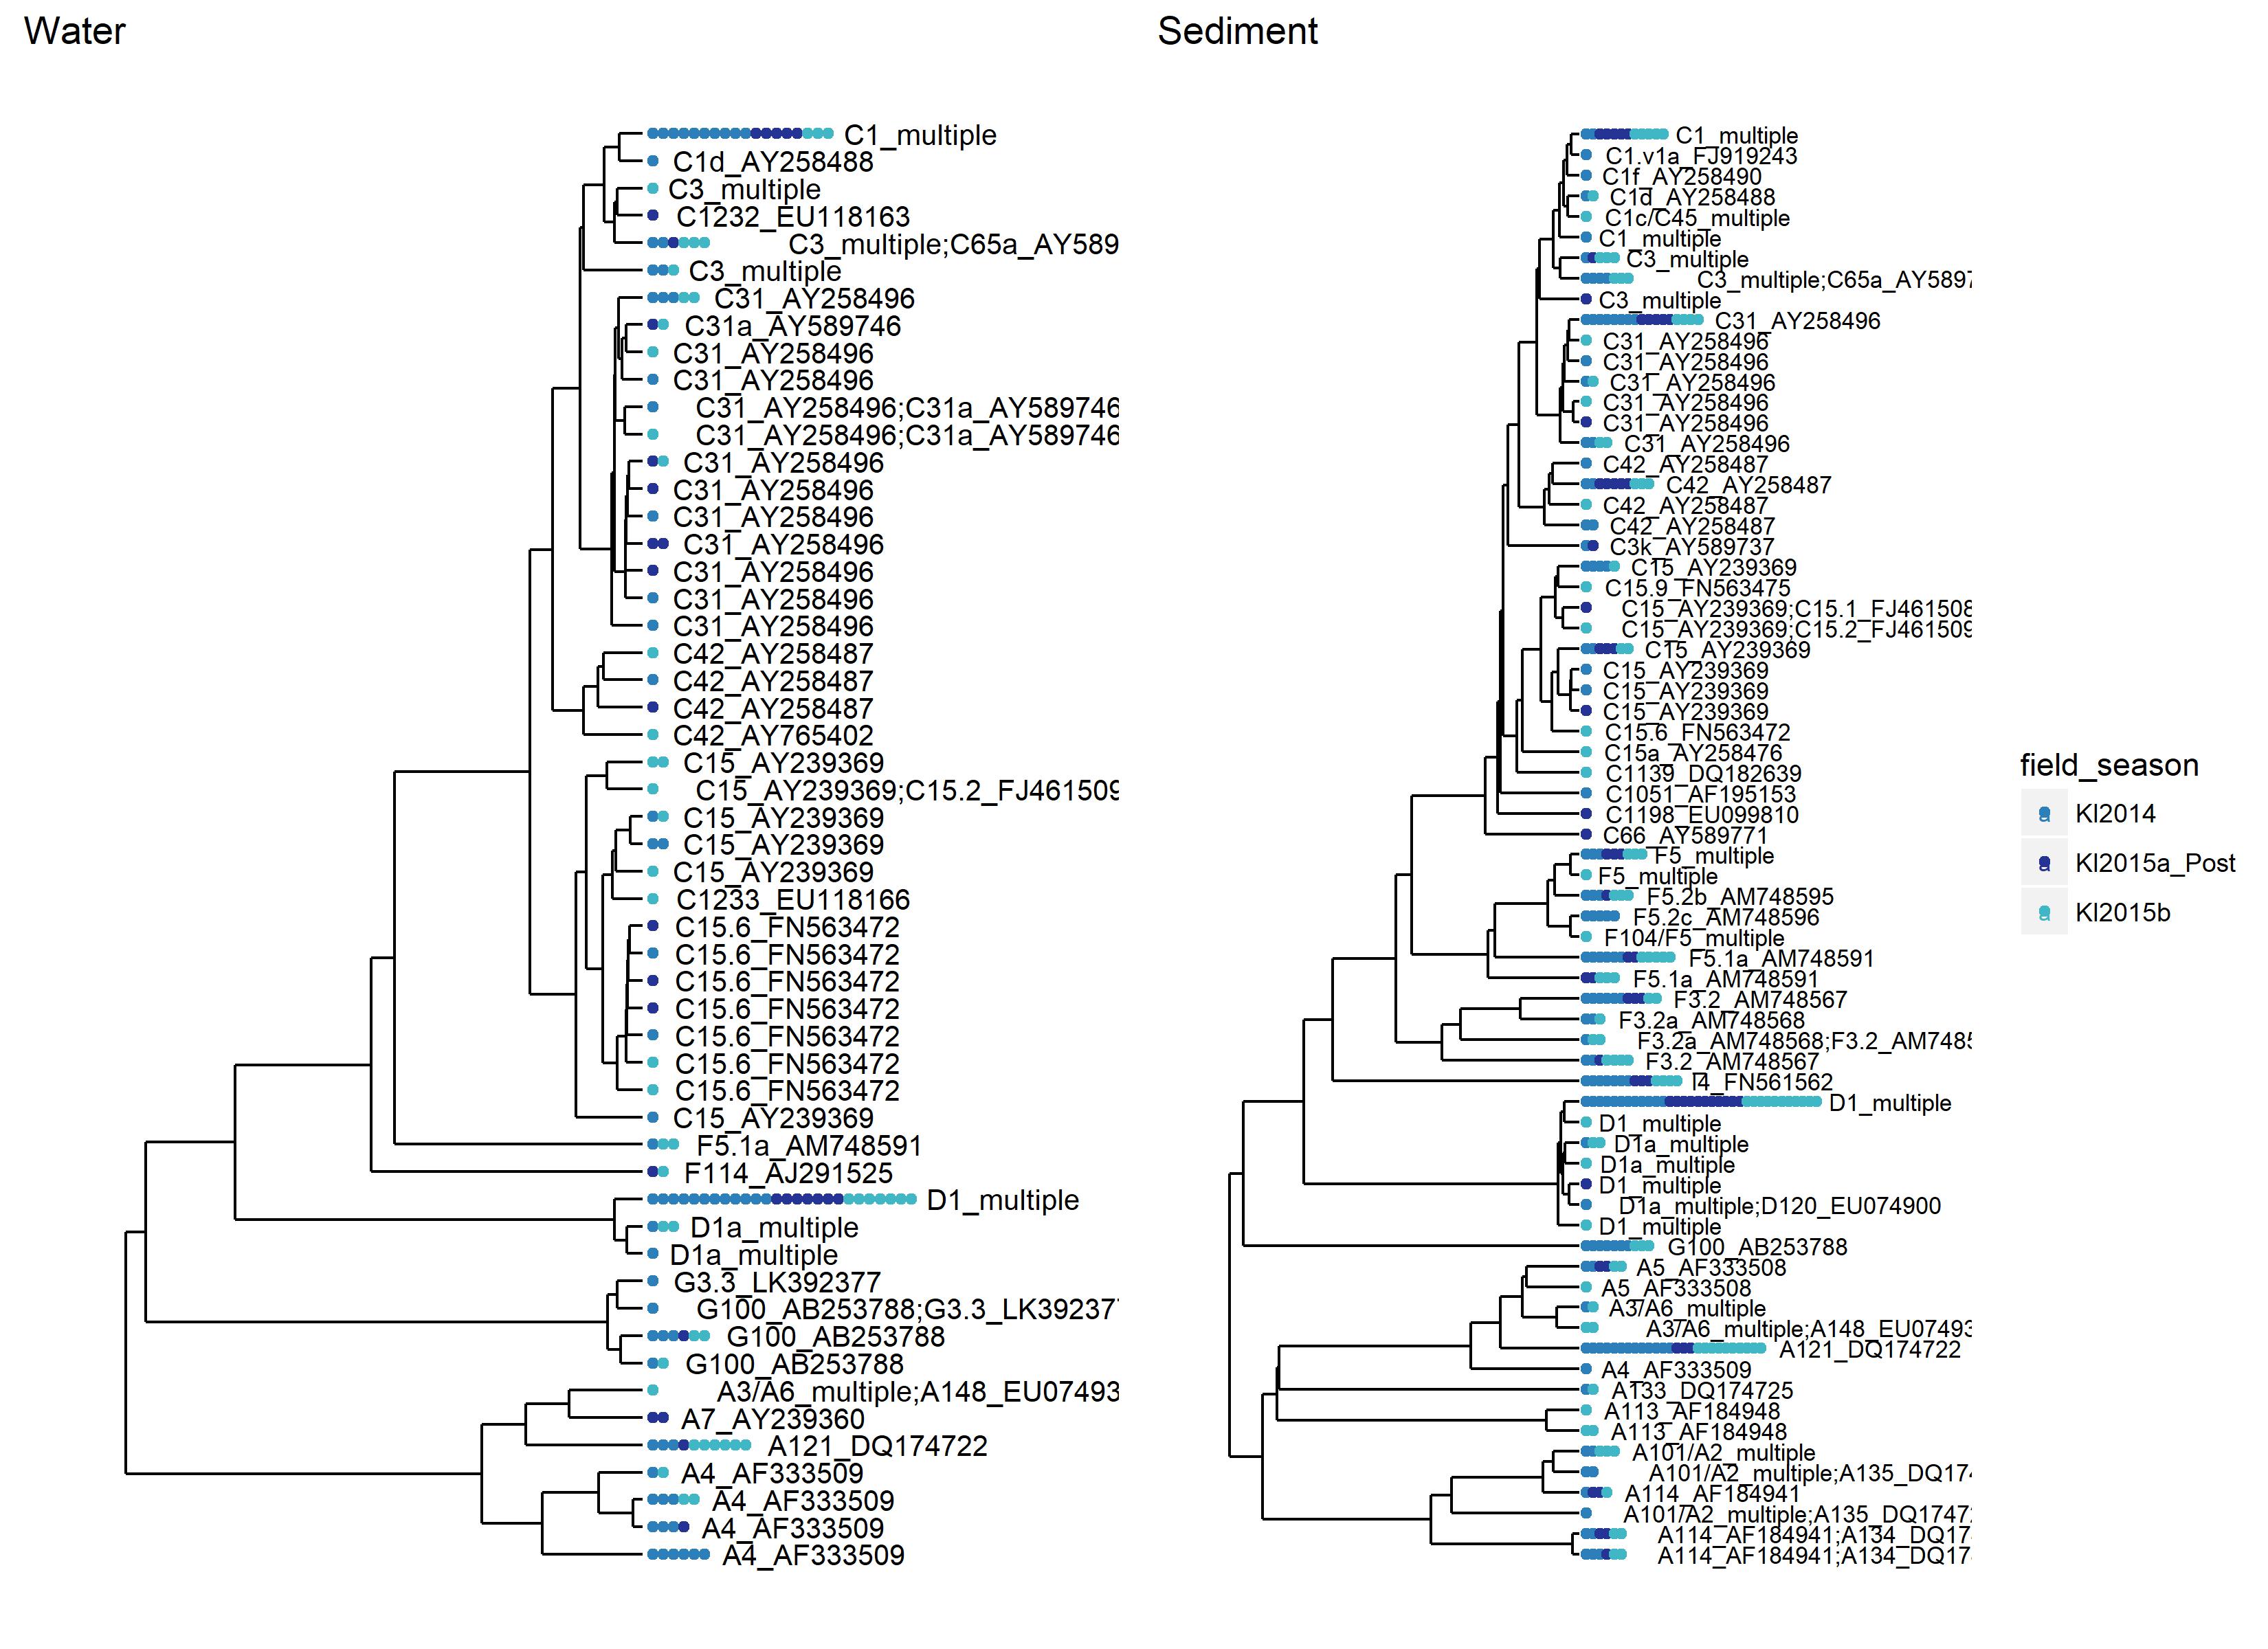 Water
C1_multiple
C1d_AY258488
C3_multiple
C1232_EU118163
C3_multiple;C65a_AY589
C3_multiple
C31_AY258496
C31a_AY589746
C31_AY258496
C31_AY258496
C31_AY258496;C31a_AY589746
C31_AY258496;C31a_AY589746
C31_AY258496
C31_AY258496
C31_AY258496
C31_AY258496
C31_AY258496
C31_AY258496
C31_AY258496
C42_AY258487
C42_AY258487
C42_AY258487
C42_AY765402
C15_AY239369
C15_AY239369;C15.2_FJ461509
C15_AY239369
C15_AY239369
C15_AY239369
C1233_EU118166
C15.6_FN563472
C15.6_FN563472
C15.6_FN563472
C15.6_FN563472
C15.6_FN563472
C15.6_FN563472
C15.6_FN563472
C15_AY239369
F5.1a_AM748591
F114_AJ291525
D1_multiple
D1a_multiple
D1a_multiple
G3.3_LK392377
G100_AB253788;G3.3_LK392377
G100_AB253788
G100_AB253788
A3/A6_multiple;A148_EU07493
A7_AY239360
A121_DQ174722
A4_AF333509
A4_AF333509
A4_AF333509
A4_AF333509
Sediment
C1_multiple
C1.v1a_FJ919243
C1f_AY258490
C1d_AY258488
C1c/C45_multiple
C1_multiple
C3_multiple
C3_multiple;C65a_AY5897
C3_multiple
C31_AY258496
C31_AY258496
C31_AY258496
C31_AY258496
C31_AY258496
C31_AY258496
C31_AY258496
C42_AY258487
C42_AY258487
C42_AY258487
C42_AY258487
C3k_AY589737
C15_AY239369
C15.9_FN563475
C15_AY239369;C15.1_FJ461508
C15_AY239369;C15.2_FJ461509
C15_AY239369
C15_AY239369
C15_AY239369
C15_AY239369
C15.6_FN563472
C15a_AY258476
C1139_DQ182639
C1051_AF195153
C1198_EU099810
C66_AY589771
F5_multiple
F5_multiple
F5.2b_AM748595
F5.2c_AM748596
F104/F5_multiple
F5.1a_AM748591
F5.1a_AM748591
F3.2_AM748567
F3.2a_AM748568
F3.2a_AM748568;F3.2_AM7485
F3.2_AM748567
I4_FN561562
D1_multiple
D1_multiple
D1a_multiple
D1a_multiple
D1_multiple
D1a_multiple;D120_EU074900
D1_multiple
G100_AB253788
A5_AF333508
A5_AF333508
A3/A6_multiple
A3/A6_multiple;A148_EU07493
A121_DQ174722
A4_AF333509
A133_DQ174725
A113_AF184948
A113_AF184948
A101/A2_multiple
A101/A2_multiple;A135_DQ174
A114_AF184941
A101/A2_multiple;A135_DQ1747
A114_AF184941;A134_DQ17
A114_AF184941;A134_DQ17
field_season
a KI2014
a KI2015a_Post
a KI2015b